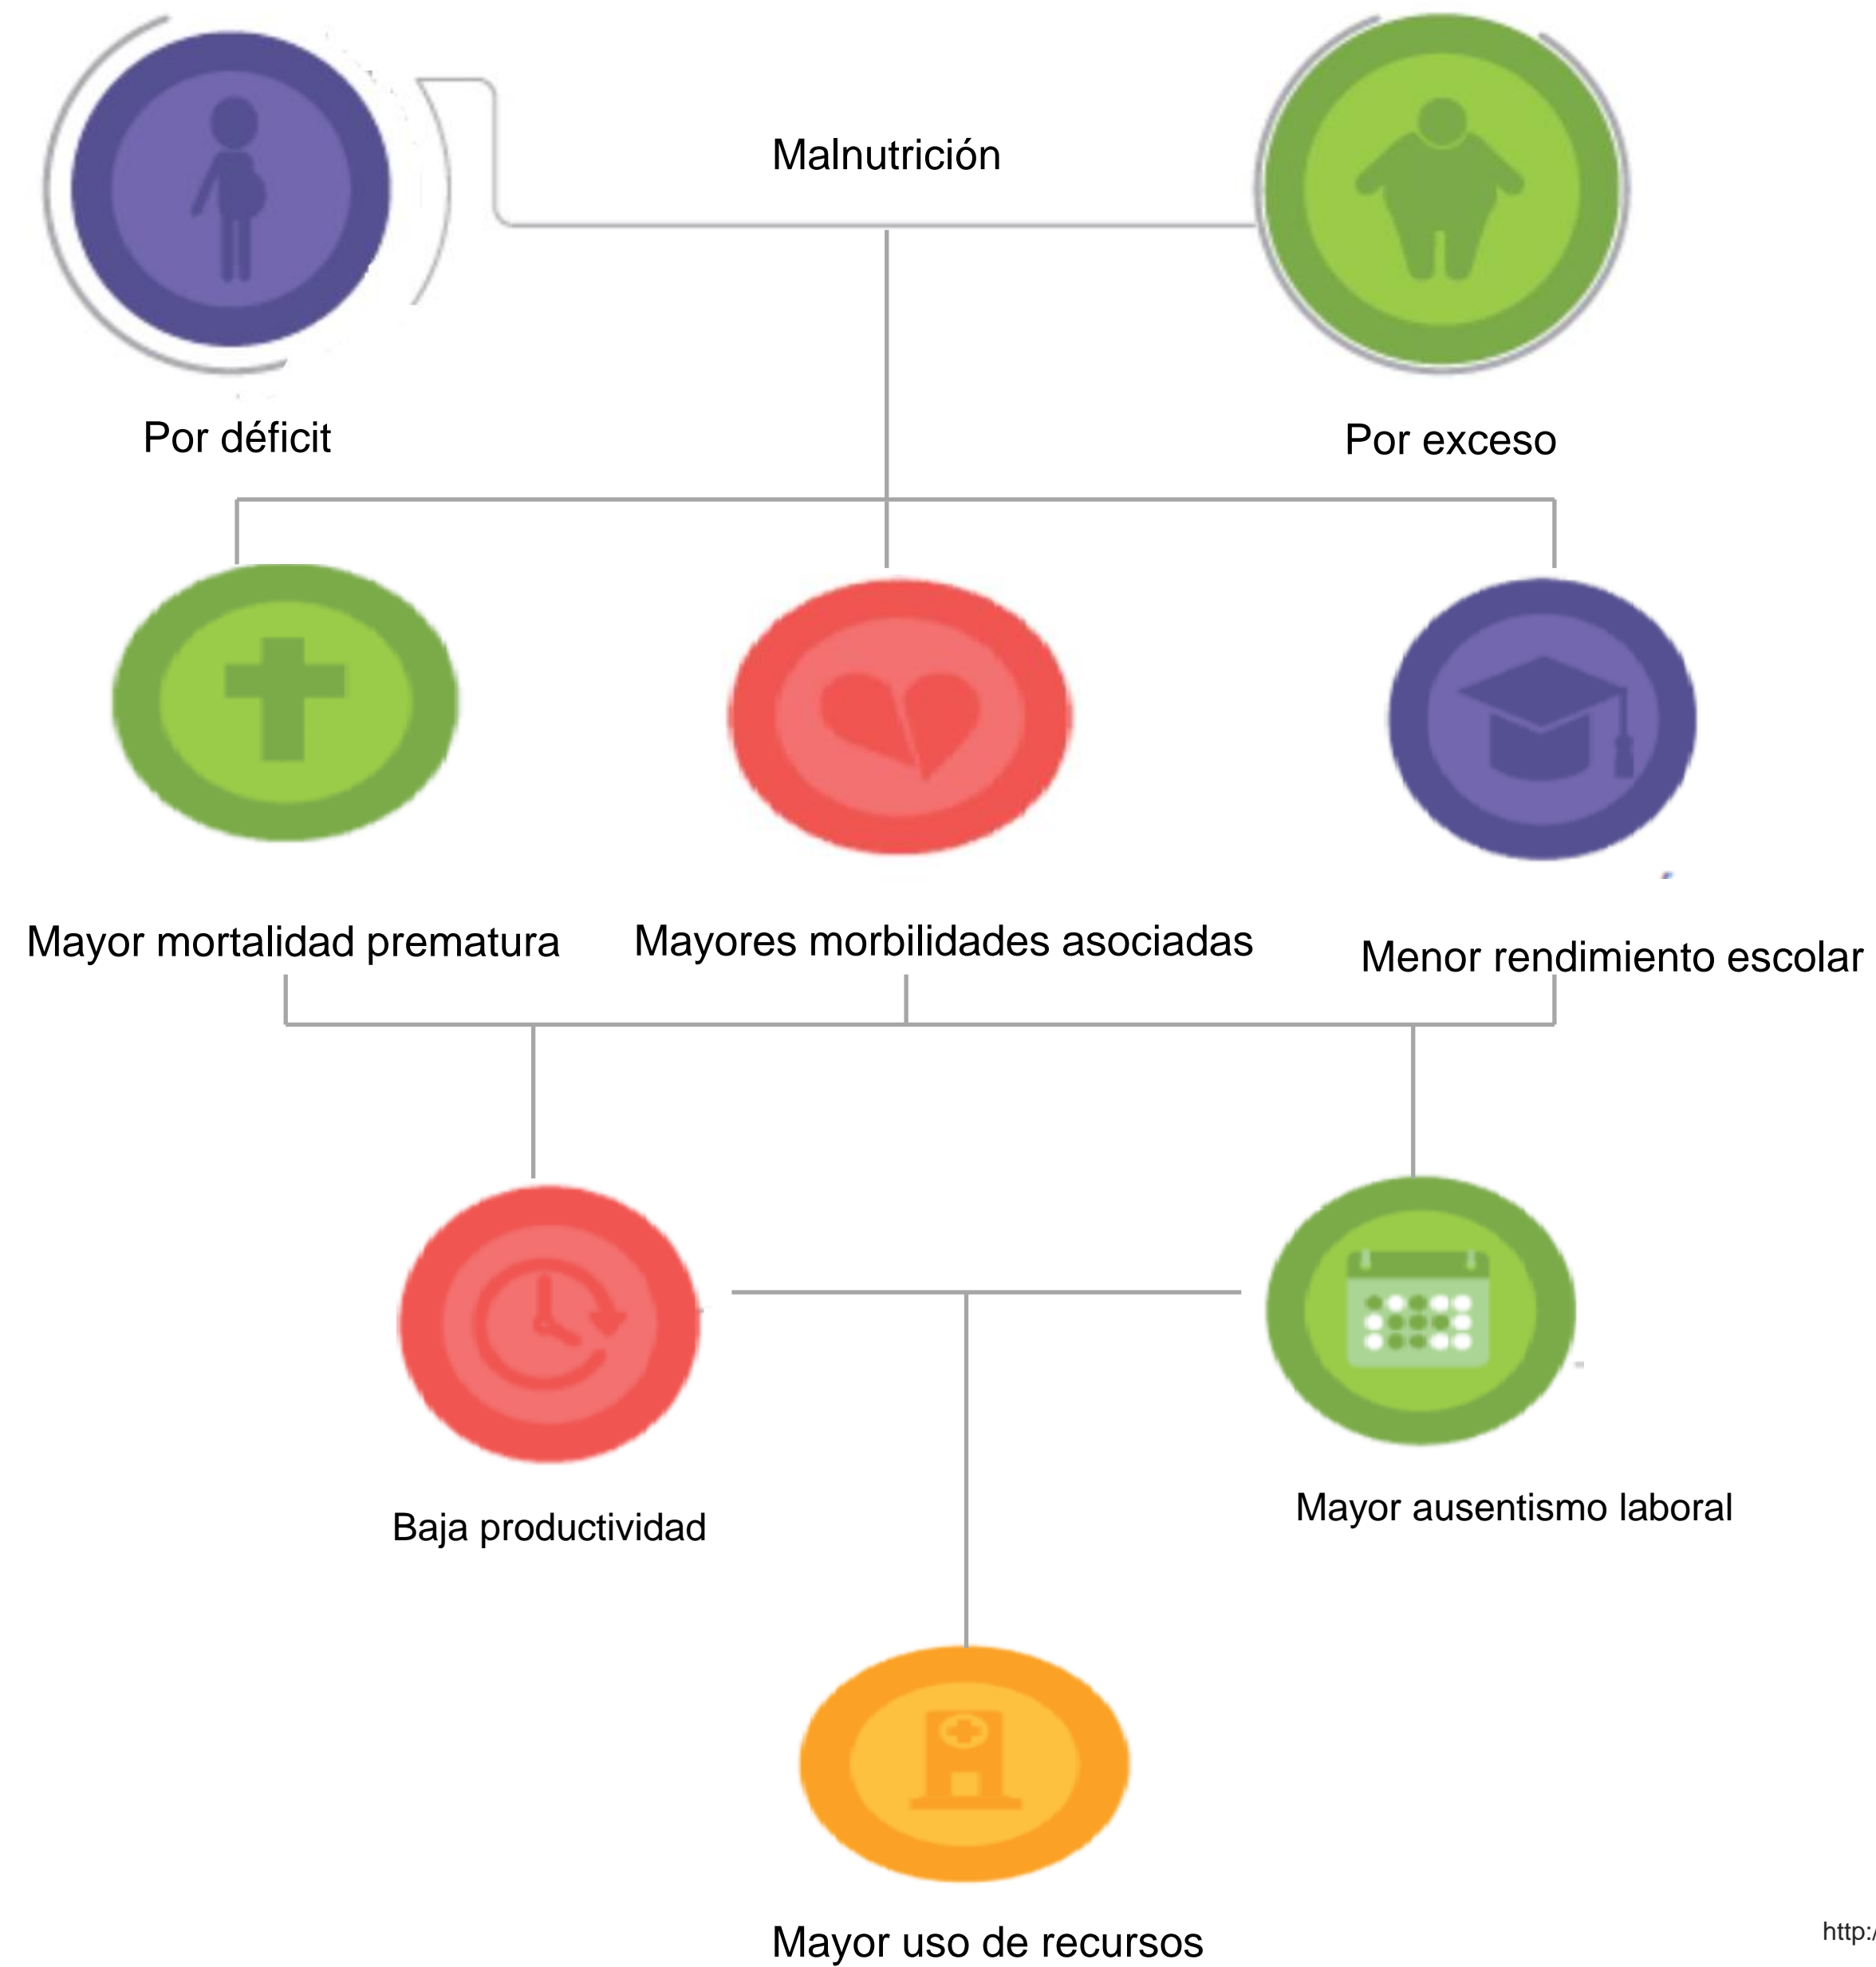 Malnutrición
Por déficit
Por exceso
Mayor mortalidad prematura
Mayores morbilidades asociadas
Menor rendimiento escolar
Baja productividad
Mayor ausentismo laboral
Mayor uso de recursos
http:/